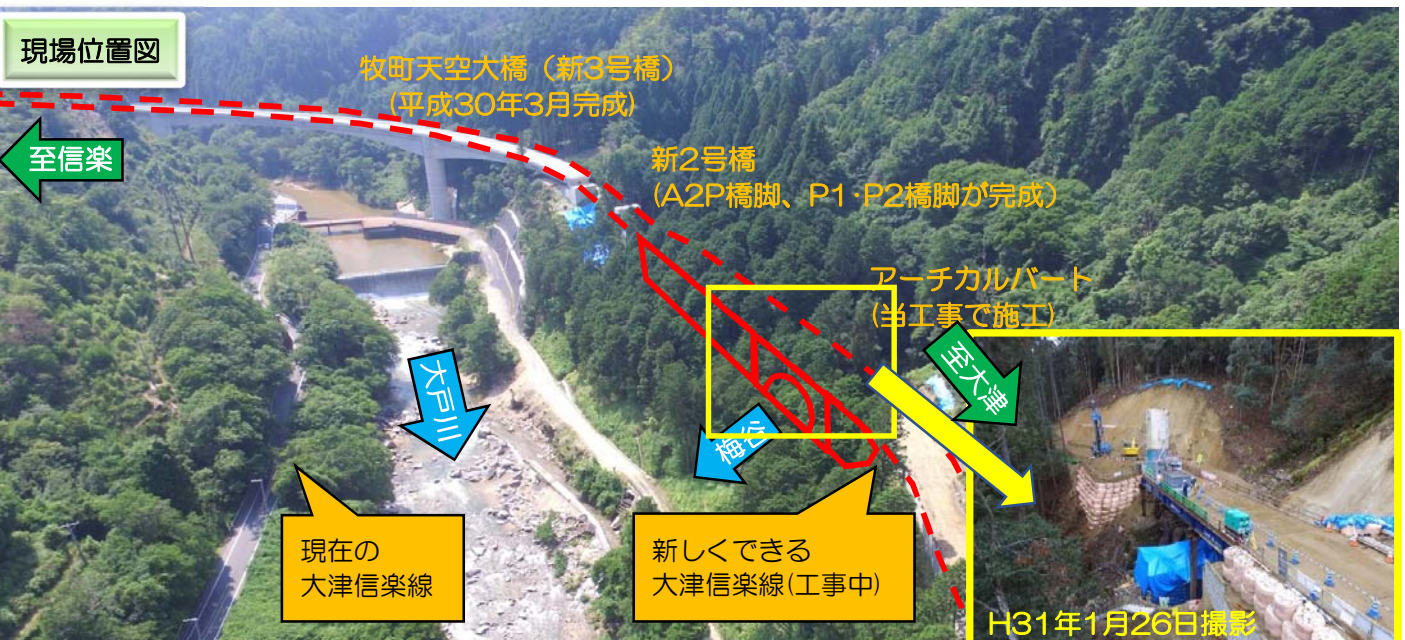 現場位置図
牧町天空大橋（新3号橋）
(平成30年3月完成)
至信楽
新2号橋
(A2P橋脚、P1・P2橋脚が完成）
アーチカルバート
(当工事で施工)
至大津
大戸川
梅谷
現在の
大津信楽線
新しくできる
大津信楽線(工事中)
H31年1月26日撮影